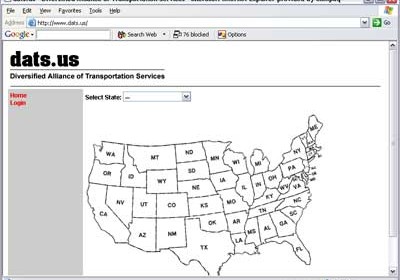 File Edit View Favorites Tools Help
Address http://www.dats.us/ Go
Google Search Web 76 blocked Options
dats.us
Diversified Alliance of Transportation Services
Home
Login
Select State: ---
ME
WA MT ND MN
OR ID WY SD WI MI NY
NE IA PA
NV UT CO IL IN OH
CA KS MO KY WV VA
AZ NM OK AR TN NC
TX LA MS AL GA SC
FL